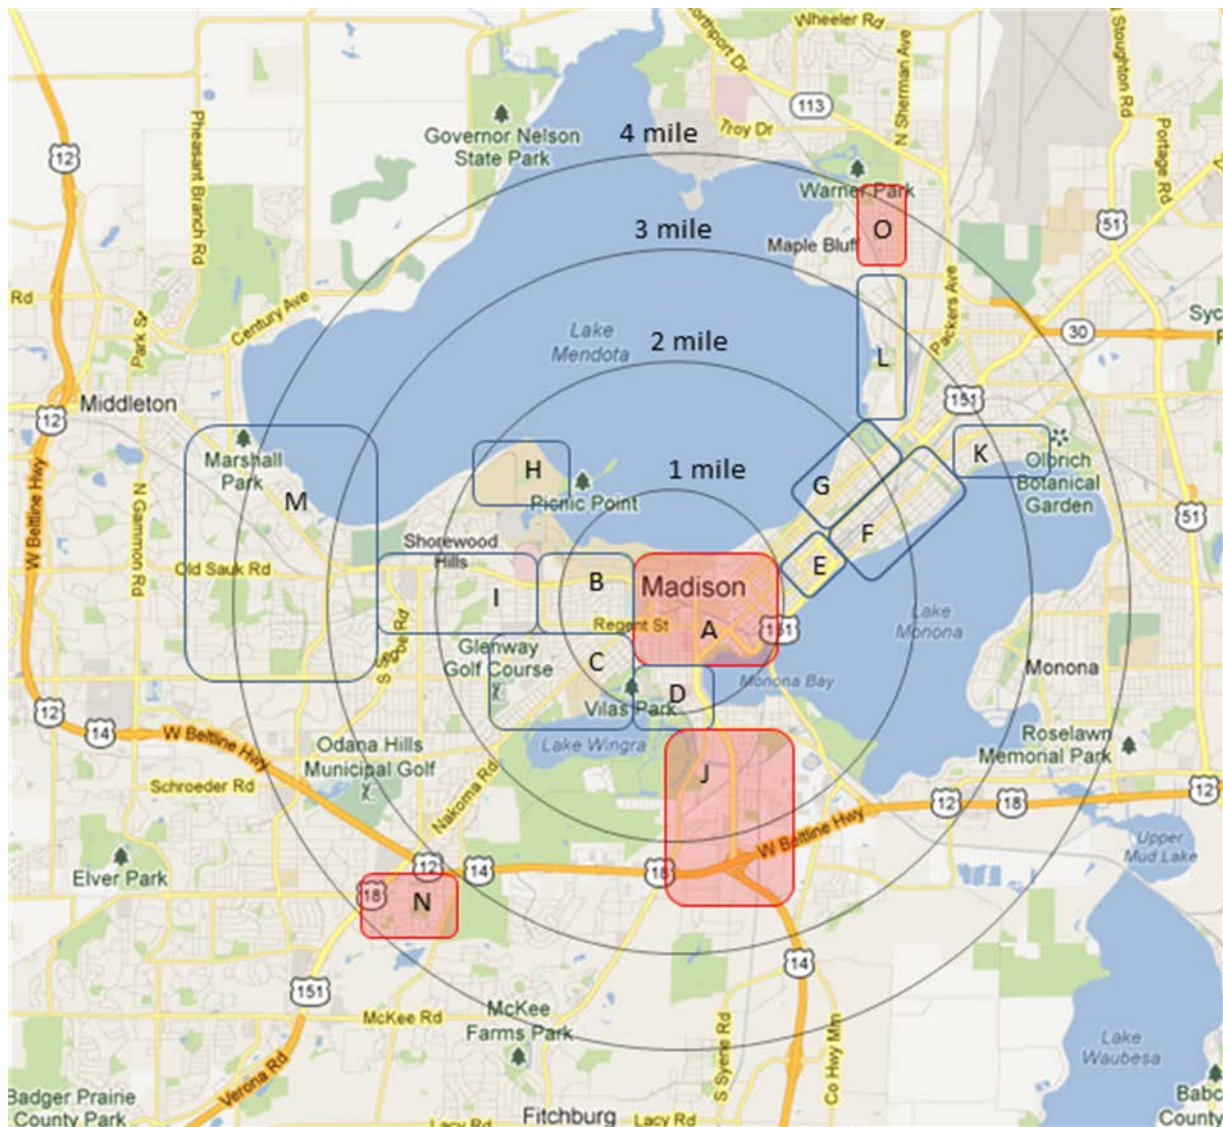 Wheeler Rd
Northport Dr
N Sherman Ave
Stoughton Rd
113
Troy Dr
Portage Rd
4 mile
Governor Nelson
State Park
12
Pheasant Branch Rd
Warner Park
O
51
3 mile
Maple Bluff
Rd
Century Ave
Park St
Packers Ave
30
Lake
Mendota
2 mile
L
151
Middleton
12
Marshall
Park
M
H
Picnic Point
1 mile
K
Olbrich
Botanical
Garden
G
F
51
W Beltline Hwy
N Gammon Rd
Shorewood
Hills
Old Sauk Rd
I
B
Madison
E
Regent St
A
151
Lake
Monona
Glenway
Golf Course
C
Monona
D
Monona Bay
Vilas Park
12
14
W Beltline Hwy
Odana Hills
Municipal Golf
Lake Wingra
Roselawn
Memorial Park
Schroeder Rd
Nakoma Rd
J
W Beltline Hwy
12
18
12
Upper
Mud Lake
Elver Park
12
14
18
18
N
14
151
McKee Rd
McKee
Farms Park
S Syene Rd
Co Hwy Mm
Lake
Waubesa
Verona Rd
Badger Prairie
County Park
Fitchburg
Lacy Rd
Lacy Rd
County